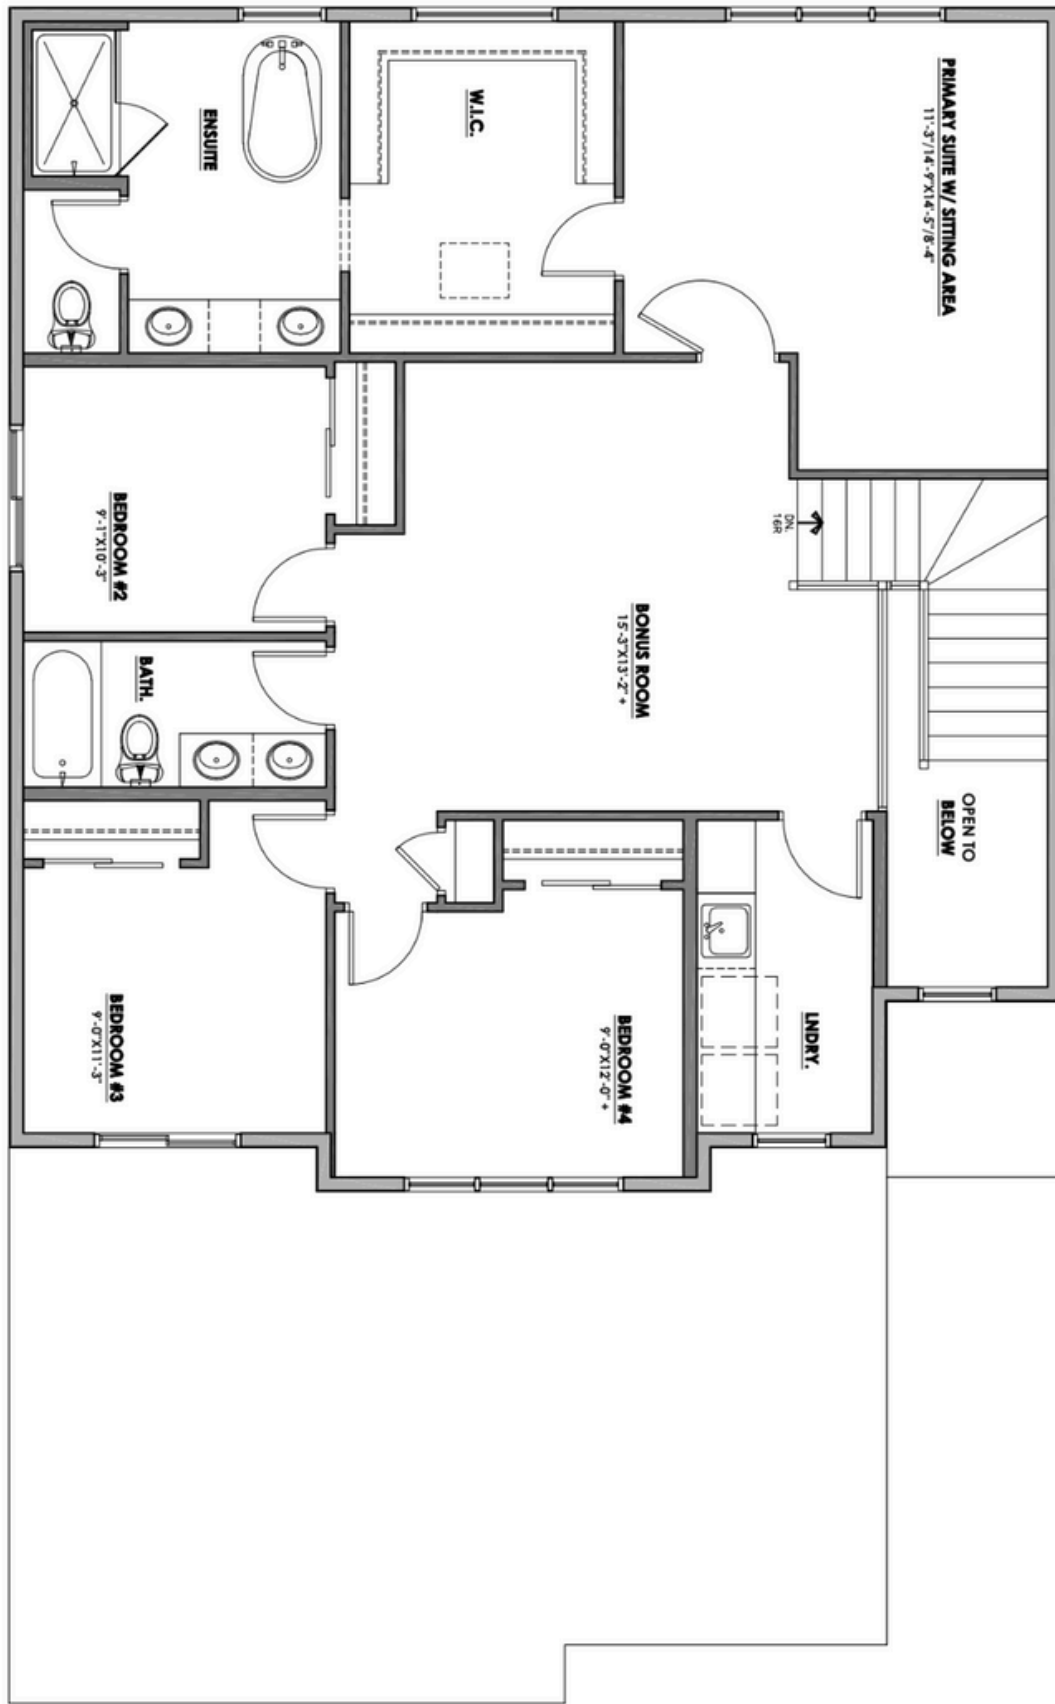 PRIMARY SUITE W/ SITTING AREA
11'-3"/14'-9"X14'-5"/8'-4"
W.I.C.
ENSUITE
DN.
16R
BEDROOM #2
9'-1"X10'-3"
BONUS ROOM
15'-3"X13'-2" +
BATH.
OPEN TO
BELOW
LNDRY.
BEDROOM #4
9'-0"X12'-0" +
BEDROOM #3
9'-0"X11'-3"